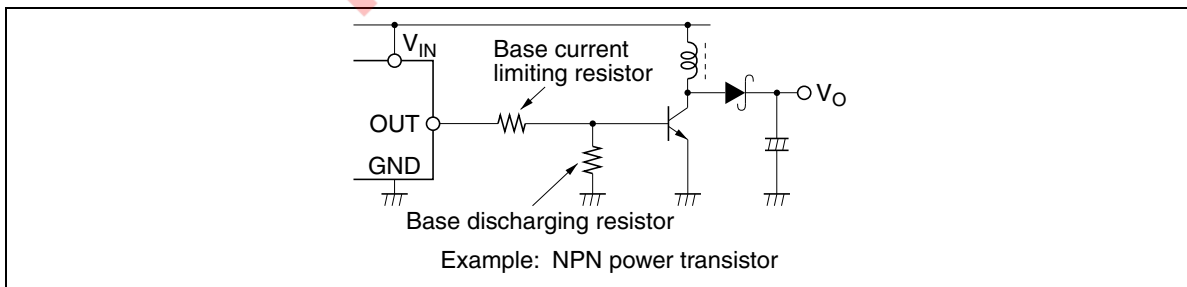 V_IN
Base current
limiting resistor
V_O
OUT
GND
Base discharging resistor
Example: NPN power transistor